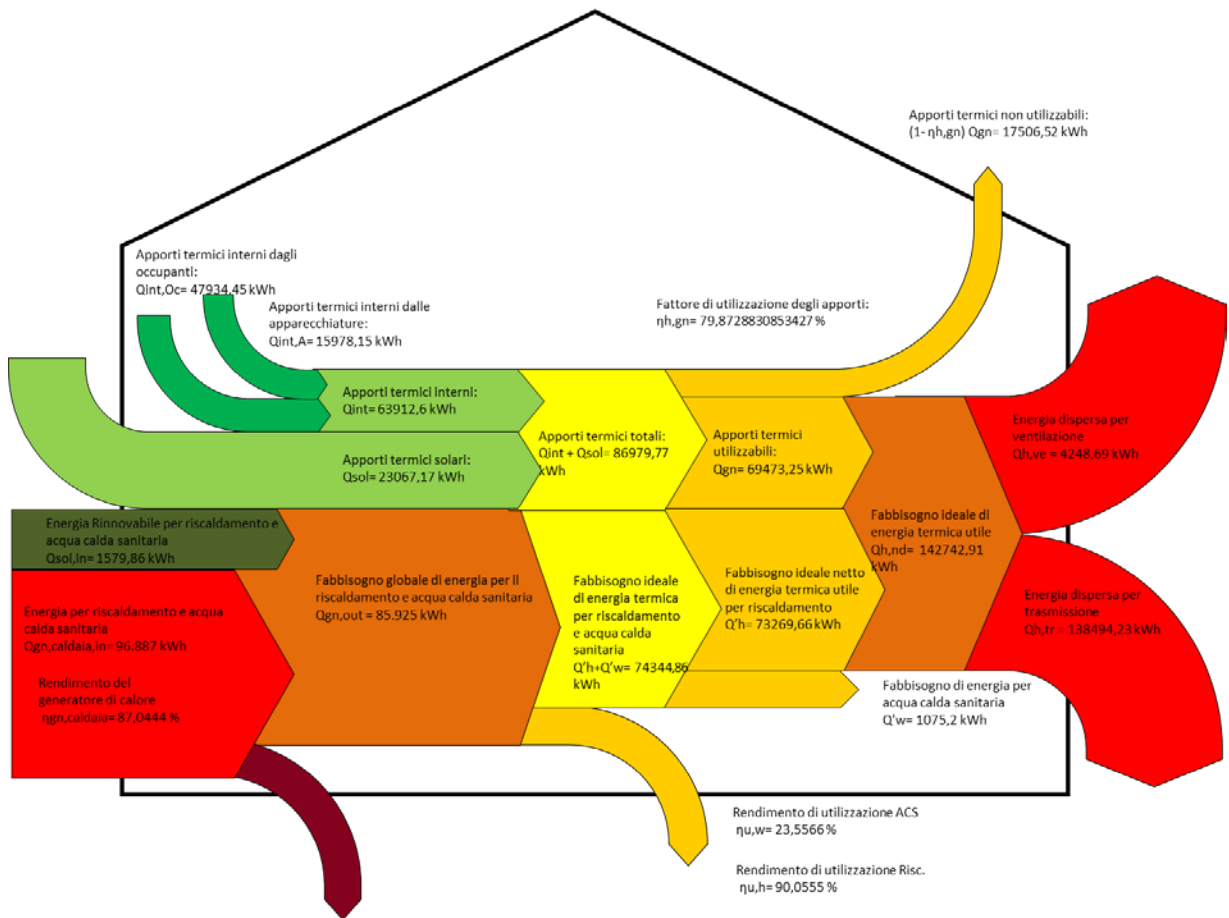 Apporti termici non utilizzabili:
(1- ηh,gn) Qgn= 17506,52 kWh
Apporti termici interni dagli
occupanti:
Qint,Oc= 47934,45 kWh
Apporti termici interni dalle
apparecchiature:
Qint,A= 15978,15 kWh
Fattore di utilizzazione degli apporti:
ηh,gn= 79,8728830853427 %
Apporti termici interni:
Qint= 63912,6 kWh
Apporti termici solari:
Qsol= 23067,17 kWh
Apporti termici totali:
Qint + Qsol= 86979,77
kWh
Apporti termici
utilizzabili:
Qgn= 69473,25 kWh
Energia dispersa per
ventilazione
Qh,ve = 4248,69 kWh
Energia Rinnovabile per riscaldamento e
acqua calda sanitaria
Qsol,in= 1579,86 kWh
Fabbisogno ideale di
energia termica utile
Qh,nd= 142742,91
kWh
Energia per riscaldamento e acqua
calda sanitaria
Qgn,caldaia,in= 96.887 kWh
Rendimento del
generatore di calore
ηgn,caldaia= 87,0444 %
Fabbisogno globale di energia per il
riscaldamento e acqua calda sanitaria
Qgn,out = 85.925 kWh
Fabbisogno ideale
di energia termica
per riscaldamento
e acqua calda
sanitaria
Q'h+Q'w= 74344,86
kWh
Fabbisogno ideale netto
di energia termica utile
per riscaldamento
Q'h= 73269,66 kWh
Energia dispersa per
trasmissione
Qh,tr= 138494,23 kWh
Fabbisogno di energia per
acqua calda sanitaria
Q'w= 1075,2 kWh
Rendimento di utilizzazione ACS
ηu,w= 23,5566 %
Rendimento di utilizzazione Risc.
ηu,h= 90,0555 %